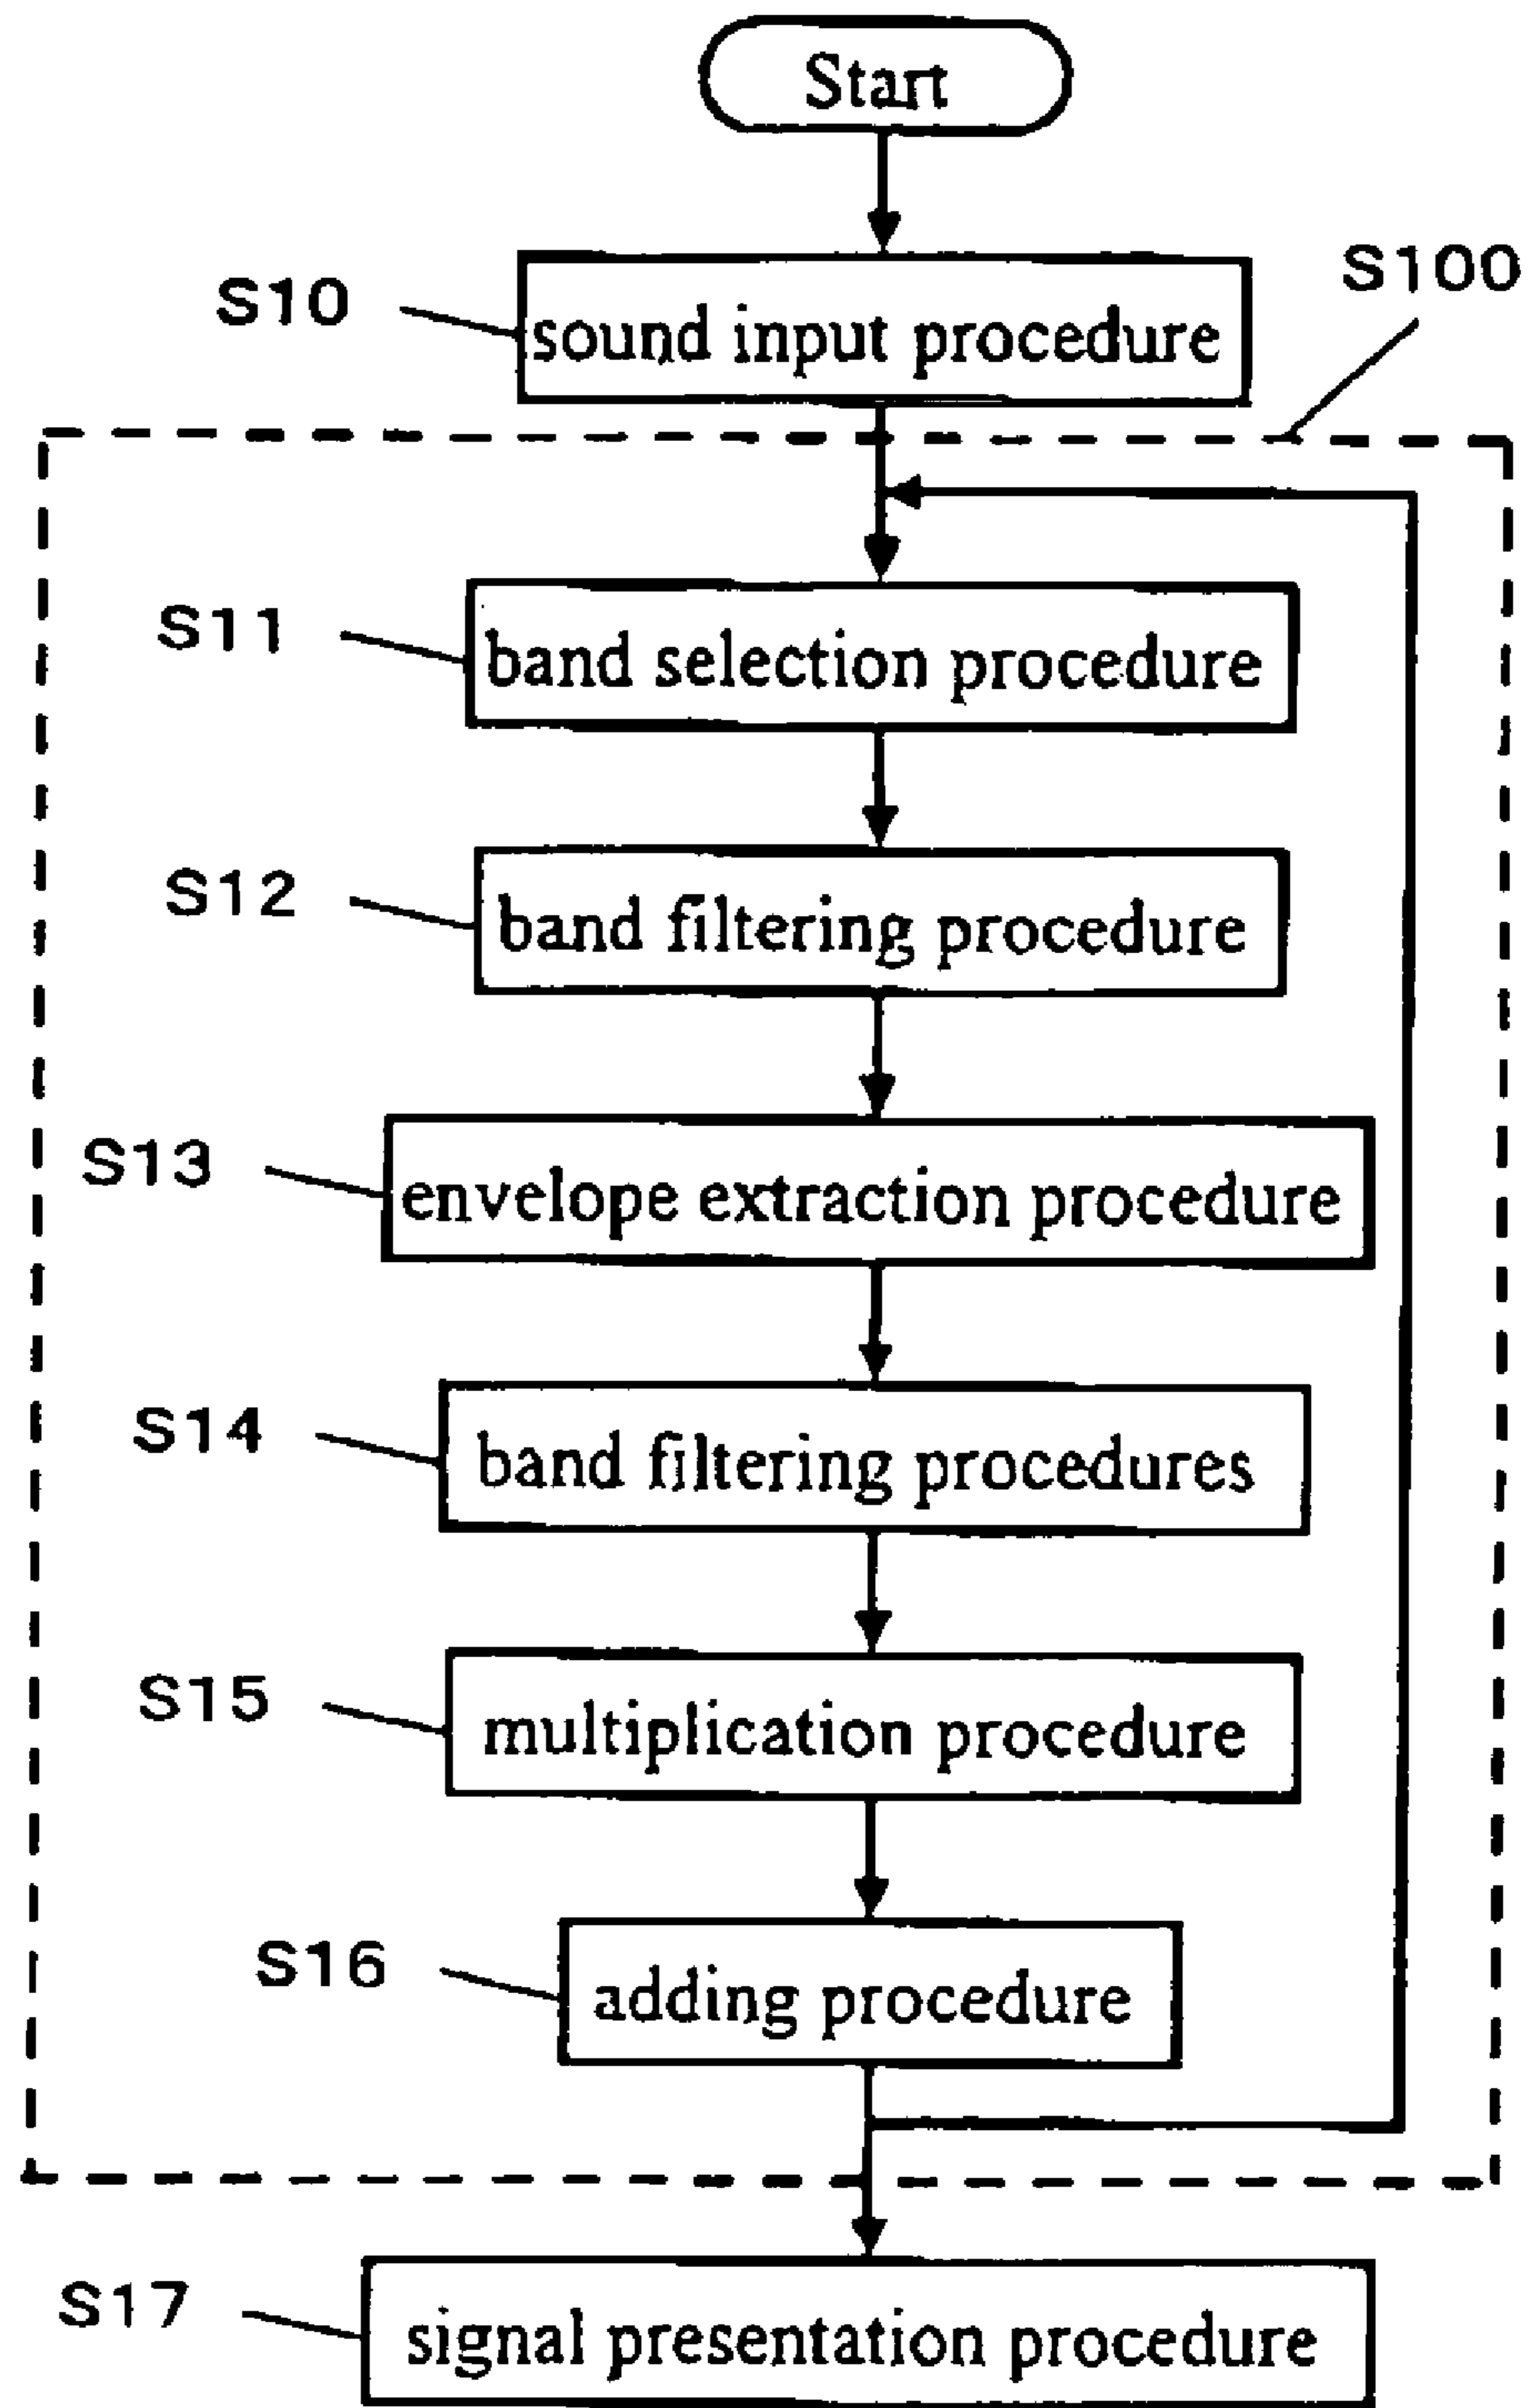 Start
S10
sound input procedure
S100
S11
band selection procedure
S12
band filtering procedure
S13
envelope extraction procedure
S14
band filtering procedures
S15
multiplication procedure
S16
adding procedure
S17
signal presentation procedure